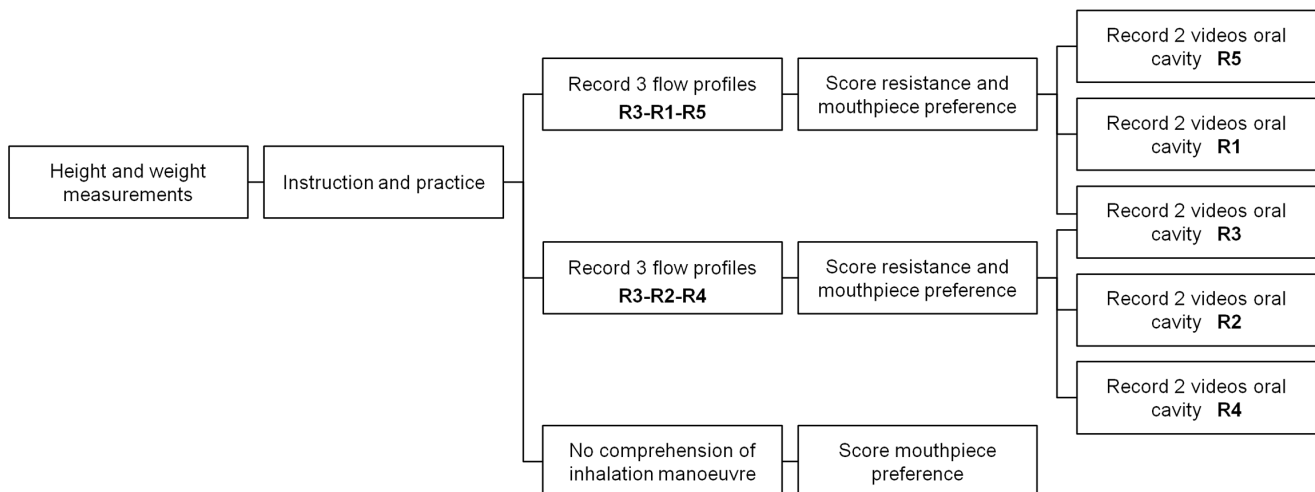 Height and weight
measurements
Instruction and practice
Record 3 flow profiles
R3-R1-R5
Score resistance and
mouthpiece preference
Record 2 videos oral
cavity R5
Record 2 videos oral
cavity R1
Record 2 videos oral
cavity R3
Record 3 flow profiles
R3-R2-R4
Score resistance and
mouthpiece preference
Record 2 videos oral
cavity R2
Record 2 videos oral
cavity R4
No comprehension of
inhalation manoeuvre
Score mouthpiece
preference